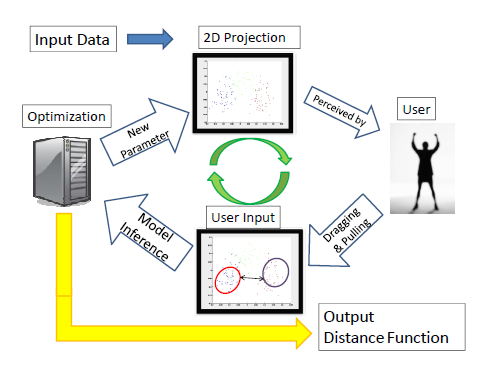 Input Data
2D Projection
Optimization
New
Parameter
Perceived by
User
User Input
Model
Inference
Dragging
& Pulling
Output
Distance Function